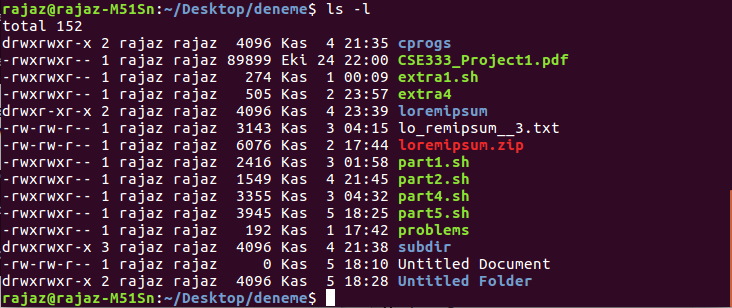 rajaz@rajaz-M51Sn:~/Desktop/deneme$ ls -l
total 152
drwxrwxr-x 2 rajaz rajaz  4096 Kas  4 21:35 cprogs
-rwxrwxr-- 1 rajaz rajaz 89899 Eki 24 22:00 CSE333_Project1.pdf
-rwxrwxr-- 1 rajaz rajaz   274 Kas  1 00:09 extra1.sh
-rwxrwxr-- 1 rajaz rajaz   505 Kas  2 23:57 extra4
drwxr-xr-x 2 rajaz rajaz  4096 Kas  4 23:39 loremipsum
-rw-rw-r-- 1 rajaz rajaz  3143 Kas  3 04:15 lo_remipsum__3.txt
-rw-rw-r-- 1 rajaz rajaz  6076 Kas  2 17:44 loremipsum.zip
-rwxrwxr-- 1 rajaz rajaz  2416 Kas  3 01:58 part1.sh
-rwxrwxr-- 1 rajaz rajaz  1549 Kas  4 21:45 part2.sh
-rwxrwxr-- 1 rajaz rajaz  3355 Kas  3 04:32 part4.sh
-rwxrwxr-- 1 rajaz rajaz  3945 Kas  5 18:25 part5.sh
-rwxrwxr-- 1 rajaz rajaz   192 Kas  1 17:42 problems
drwxrwxr-x 3 rajaz rajaz  4096 Kas  4 21:38 subdir
-rw-rw-r-- 1 rajaz rajaz     0 Kas  5 18:10 Untitled Document
drwxrwxr-x 2 rajaz rajaz  4096 Kas  5 18:28 Untitled Folder
rajaz@rajaz-M51Sn:~/Desktop/deneme$